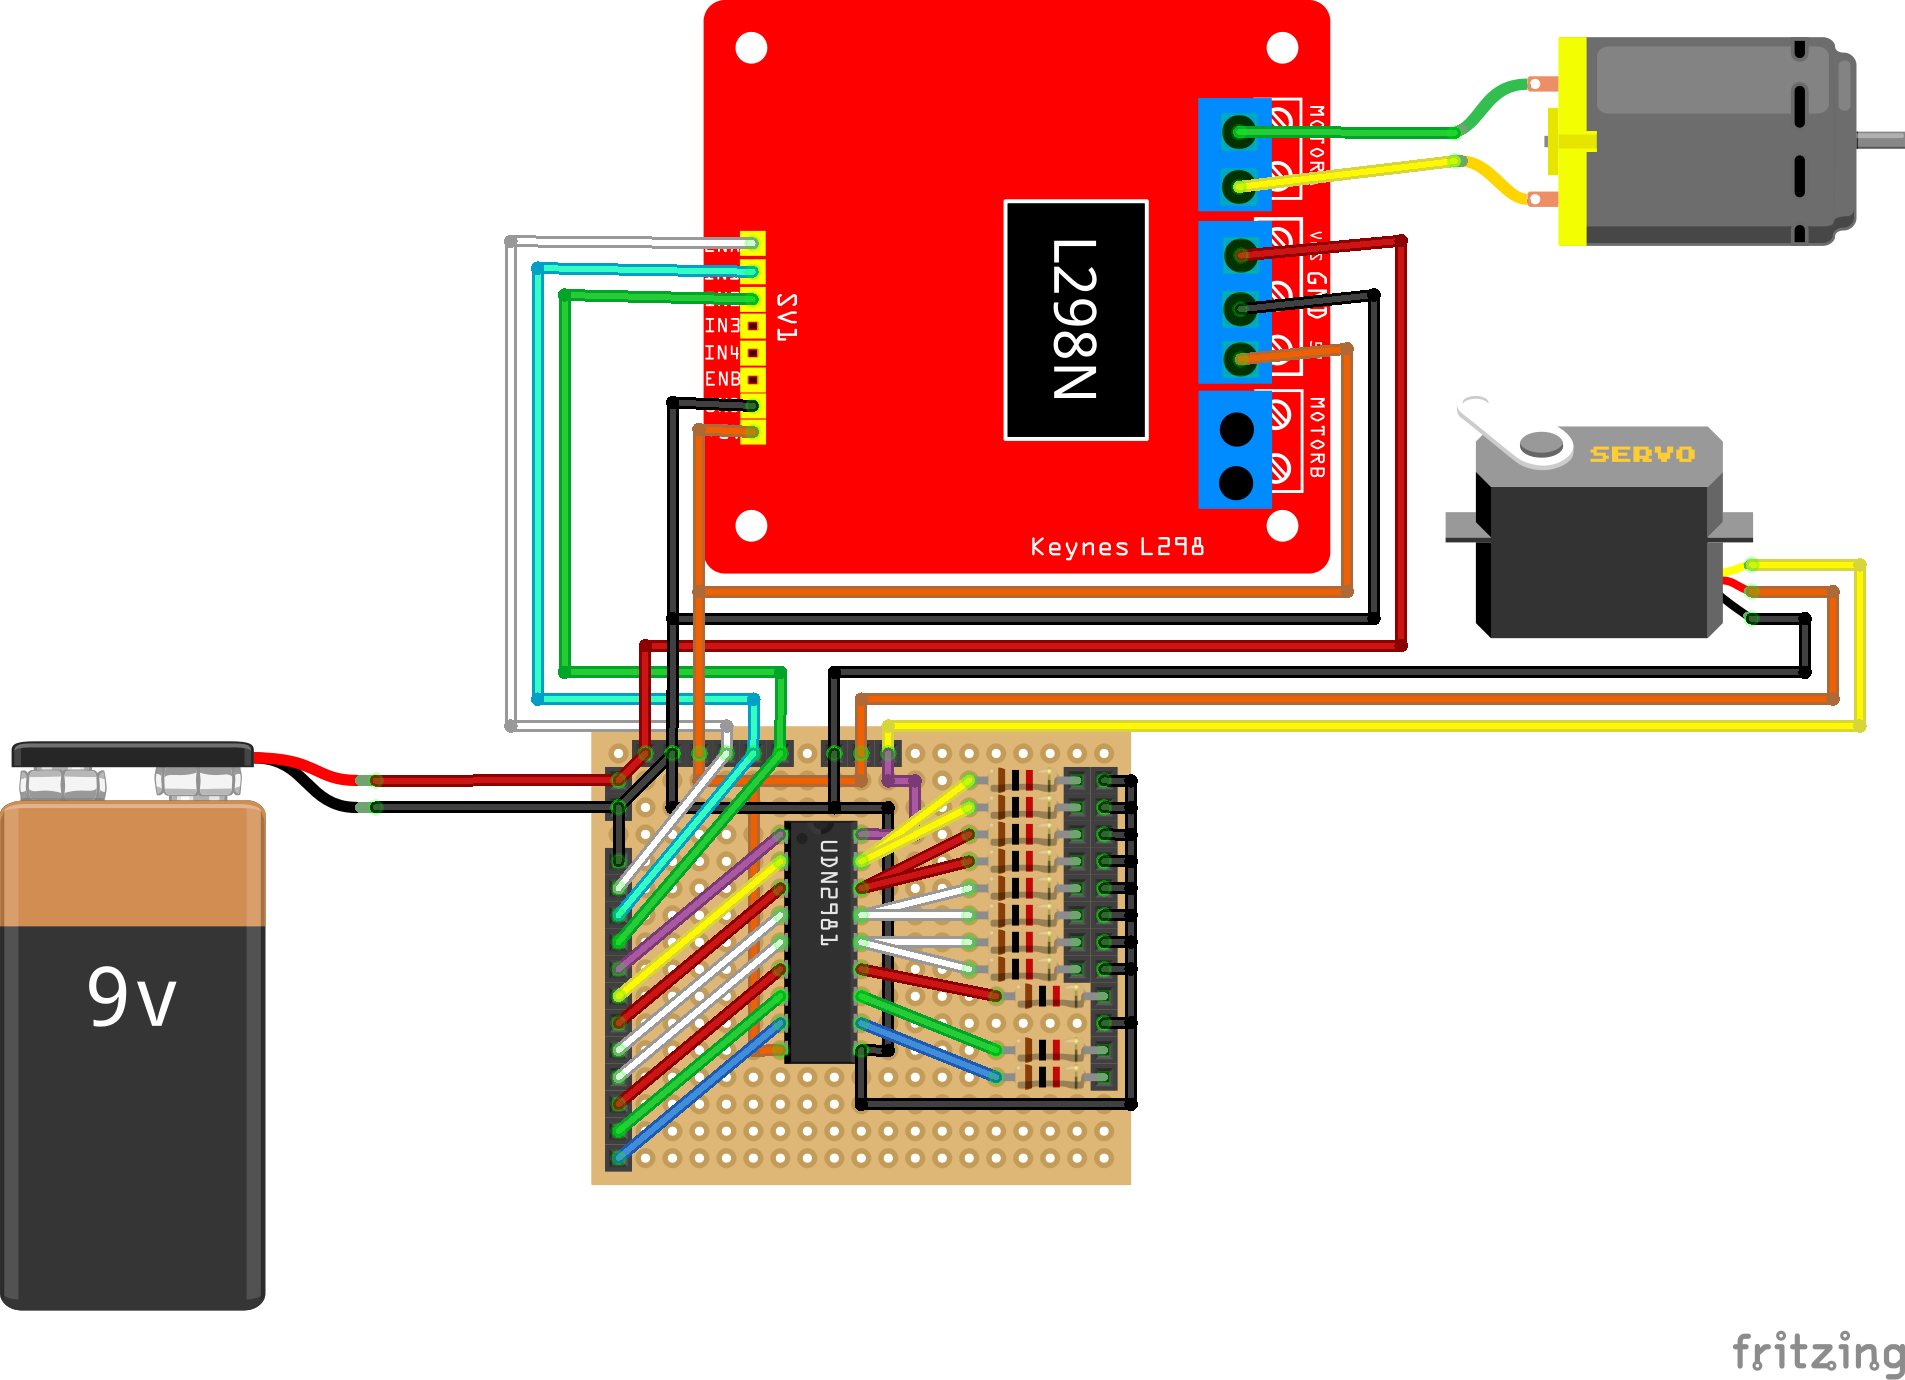 MOTORA
VS
GND
5V
MOTORB
L298N
SV1
IN3
IN4
ENB
Keynes L298
SERVO
9v
UDN2981
fritzing